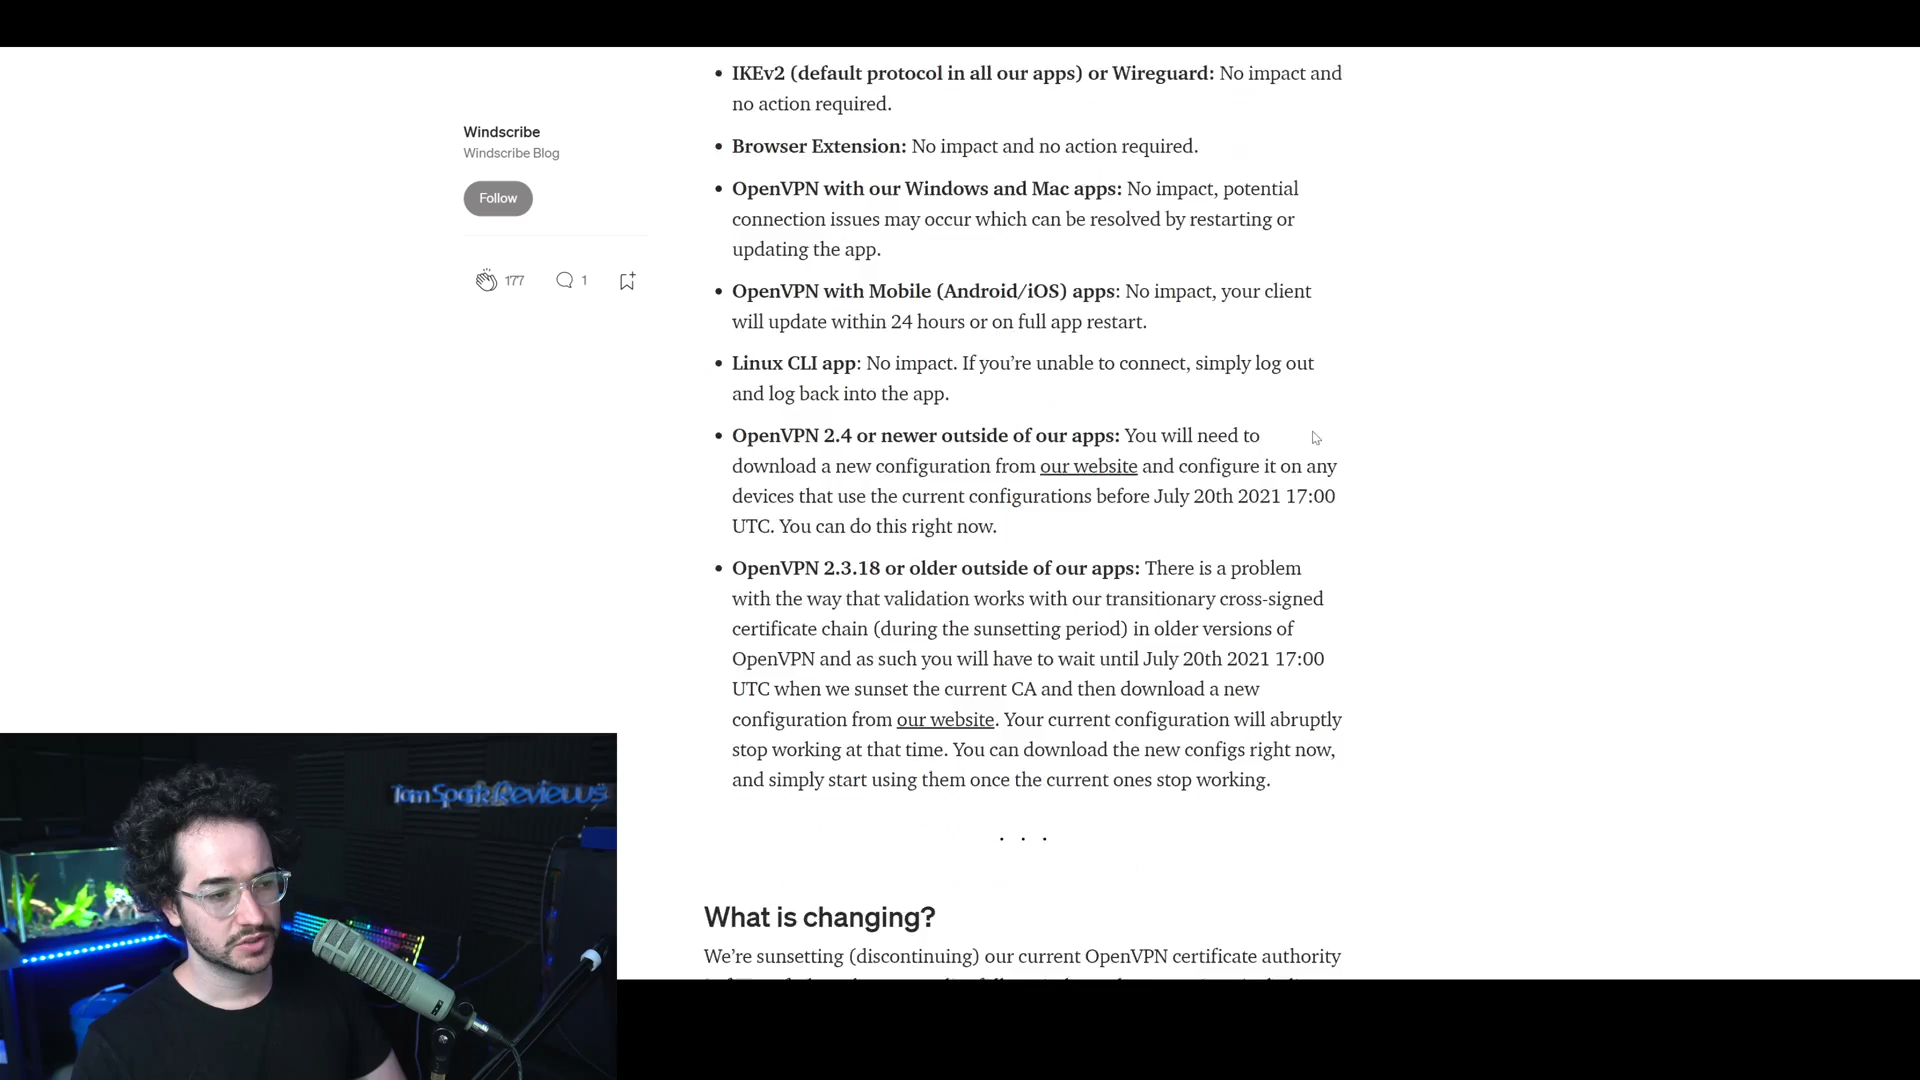 IKEv2 (default protocol in all our apps) or Wireguard: No impact and
no action required.
Windscribe
Windscribe Blog
Follow
177
1
Browser Extension: No impact and no action required.
OpenVPN with our Windows and Mac apps: No impact, potential
connection issues may occur which can be resolved by restarting or
updating the app.
OpenVPN with Mobile (Android/iOS) apps: No impact, your client
will update within 24 hours or on full app restart.
Linux CLI app: No impact. If you’re unable to connect, simply log out
and log back into the app.
OpenVPN 2.4 or newer outside of our apps: You will need to
download a new configuration from our website and configure it on any
devices that use the current configurations before July 20th 2021 17:00
UTC. You can do this right now.
OpenVPN 2.3.18 or older outside of our apps: There is a problem
with the way that validation works with our transitionary cross-signed
certificate chain (during the sunsetting period) in older versions of
OpenVPN and as such you will have to wait until July 20th 2021 17:00
UTC when we sunset the current CA and then download a new
configuration from our website. Your current configuration will abruptly
stop working at that time. You can download the new configs right now,
and simply start using them once the current ones stop working.
. . .
What is changing?
We’re sunsetting (discontinuing) our current OpenVPN certificate authority
TomSparkReviews